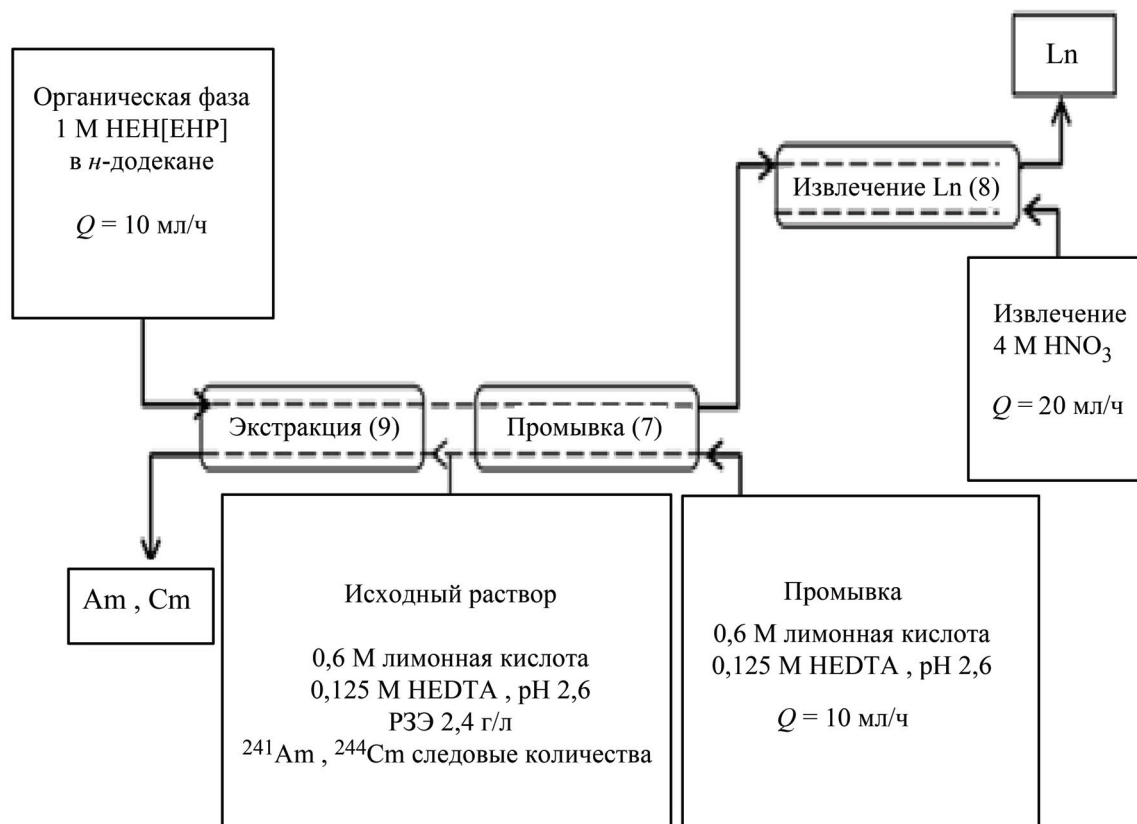 Органическая фаза
1 М HEH[EHP]
в н-додекане
Q = 10 мл/ч
Ln
Извлечение Ln (8)
Извлечение
4 М HNO₃
Q = 20 мл/ч
Экстракция (9)
Промывка (7)
Am , Cm
Исходный раствор
0,6 М лимонная кислота
0,125 М HEDTA , pH 2,6
РЗЭ 2,4 г/л
²⁴¹Am , ²⁴⁴Cm следовые количества
Промывка
0,6 М лимонная кислота
0,125 М HEDTA , pH 2,6
Q = 10 мл/ч